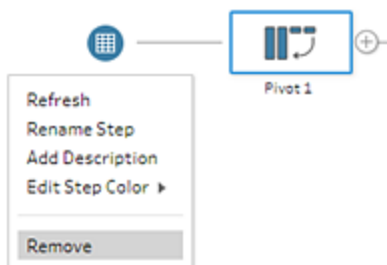 Pivot 1
Refresh
Rename Step
Add Description
Edit Step Color
Remove